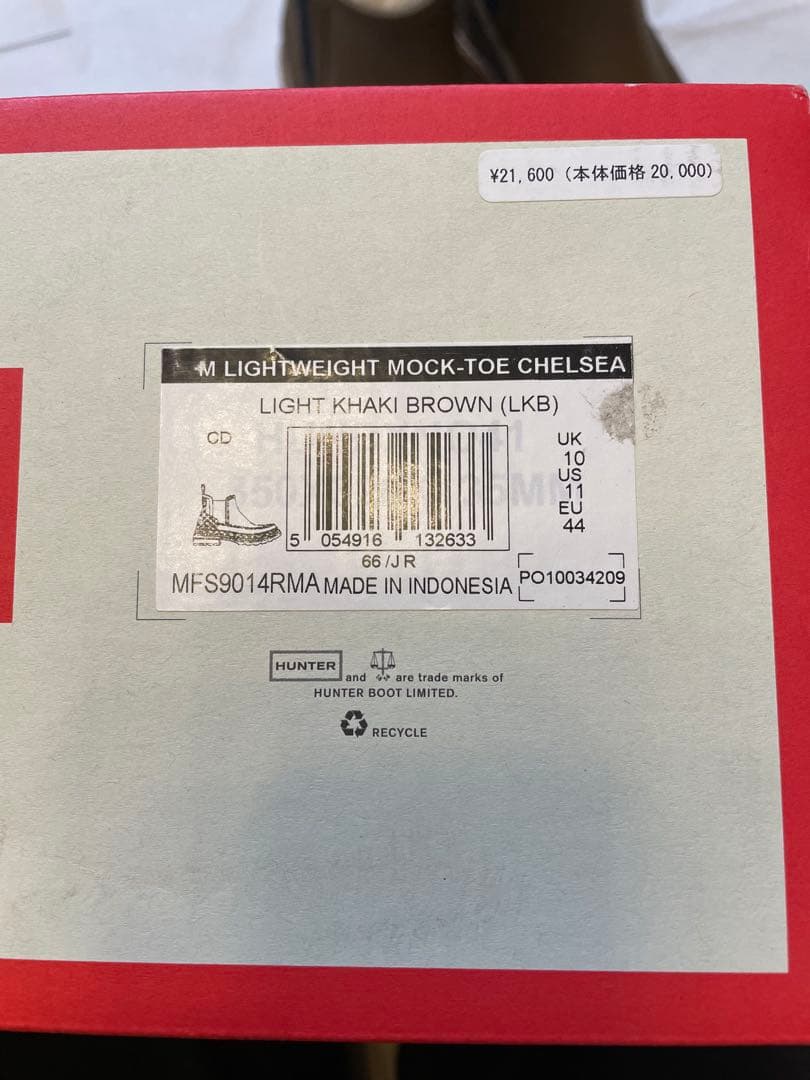 ¥21,600 (本体価格 20,000)
M LIGHTWEIGHT MOCK-TOE CHELSEA
LIGHT KHAKI BROWN (LKB)
CD
UK
10
US
11
EU
44
5 054916 132633
66/JR
MFS9014RMA MADE IN INDONESIA PO10034209
HUNTER and are trade marks of
HUNTER BOOT LIMITED.
RECYCLE